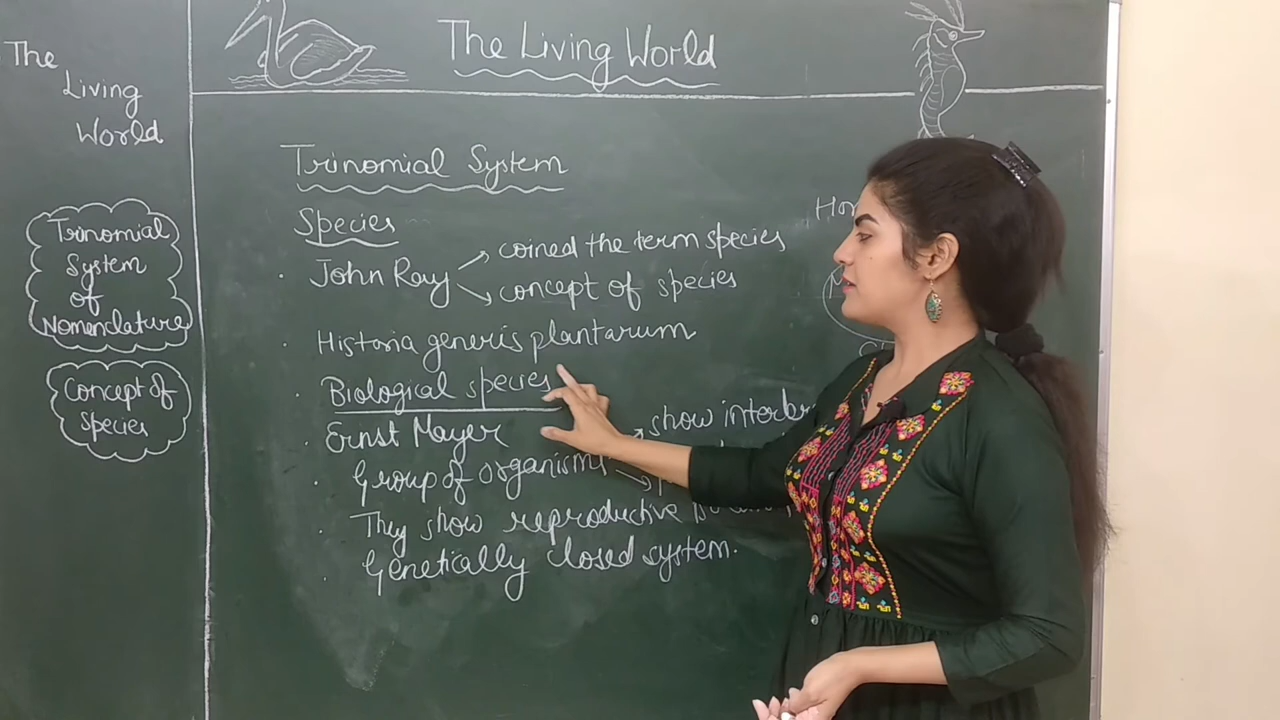 The
Living
World
The Living World
Trinomial
System
of
Nomenclature
Concept of
Species
Trinomial System
Species
John Ray
coined the term species
concept of species
Historia generis plantarum
Biological species
Ernst Mayer
Group of organisms
show interbr
They show reproductive
Genetically closed system.